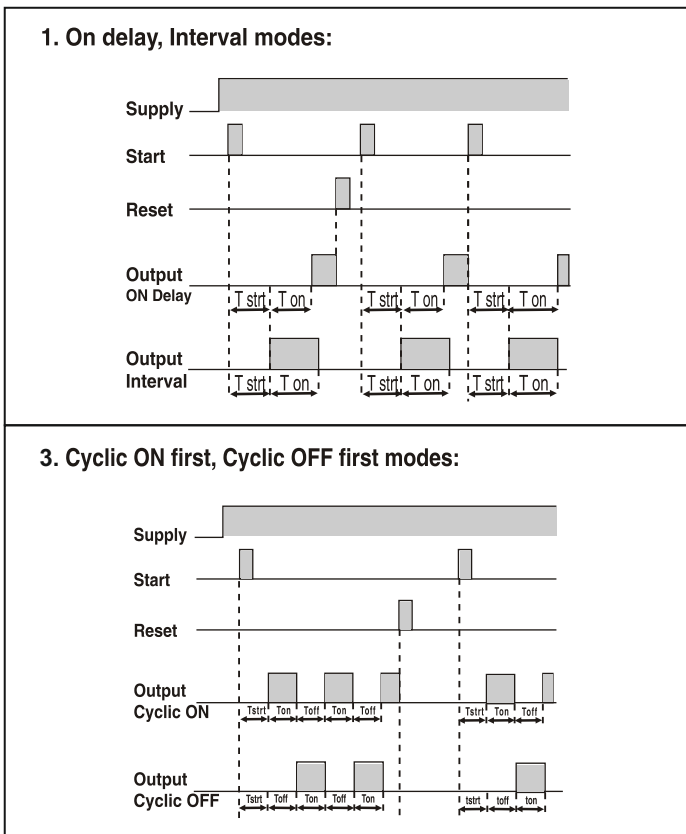 1. On delay, Interval modes:
Supply
Start
Reset
Output
ON Delay
T strt T on T strt T on T strt T on
Output
Interval
T strt T on T strt T on T strt T on
3. Cyclic ON first, Cyclic OFF first modes:
Supply
Start
Reset
Output
Cyclic ON
Tstrt Ton Toff Ton Toff Tstrt Ton Toff
Output
Cyclic OFF
Tstrt Toff Ton Toff Ton tstrt toff ton